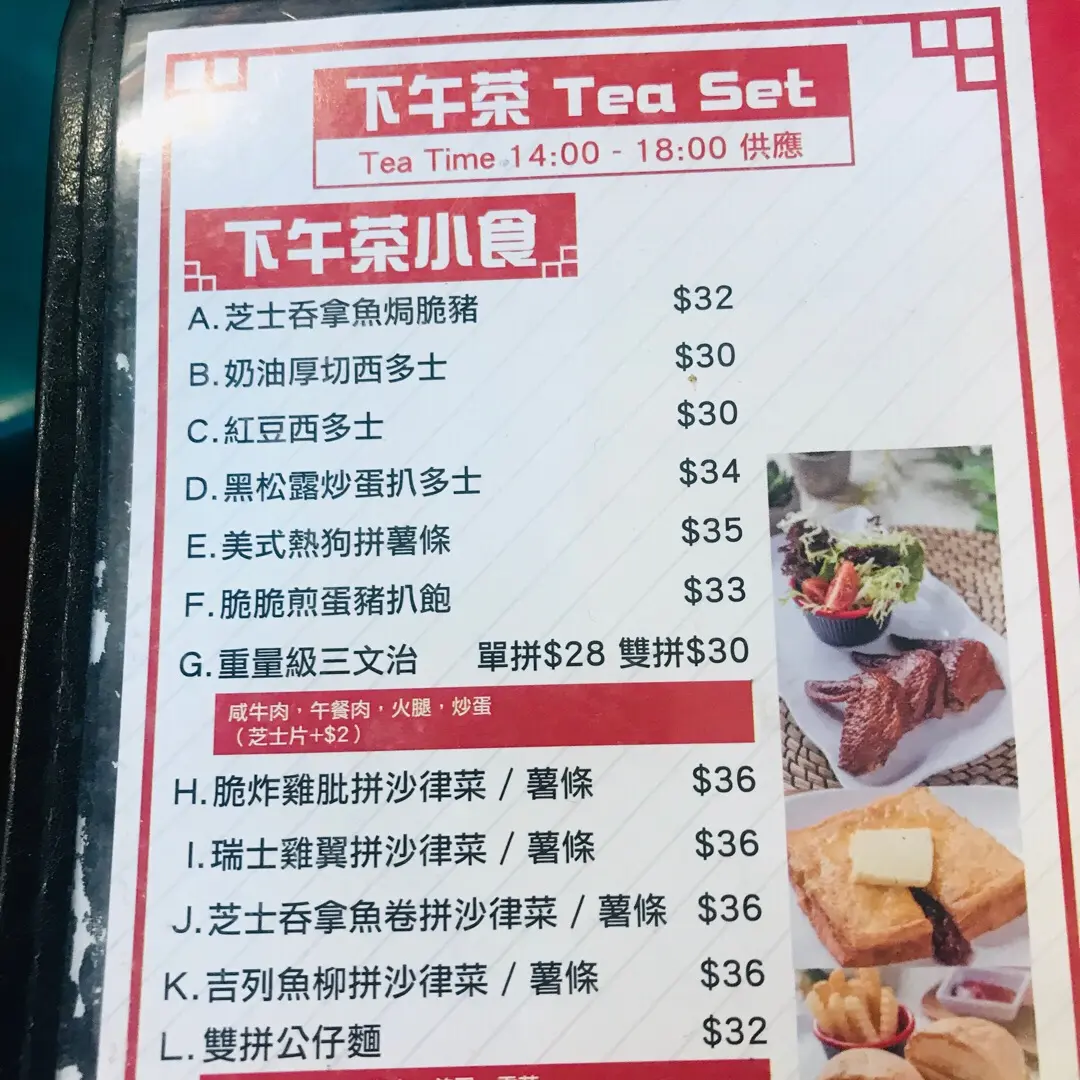 下午茶 Tea Set
Tea Time 14:00 - 18:00 供應
下午茶小食
A.芝士吞拿魚焗脆豬 $32
B.奶油厚切西多士 $30
C.紅豆西多士 $30
D.黑松露炒蛋扒多士 $34
E.美式熱狗拼薯條 $35
F.脆脆煎蛋豬扒飽 $33
G.重量級三文治 單拼$28 雙拼$30
咸牛肉，午餐肉，火腿，炒蛋
（芝士片+$2）
H.脆炸雞肶拼沙律菜 / 薯條 $36
I.瑞士雞翼拼沙律菜 / 薯條 $36
J.芝士吞拿魚卷拼沙律菜 / 薯條 $36
K.吉列魚柳拼沙律菜 / 薯條 $36
L.雙拼公仔麵 $32